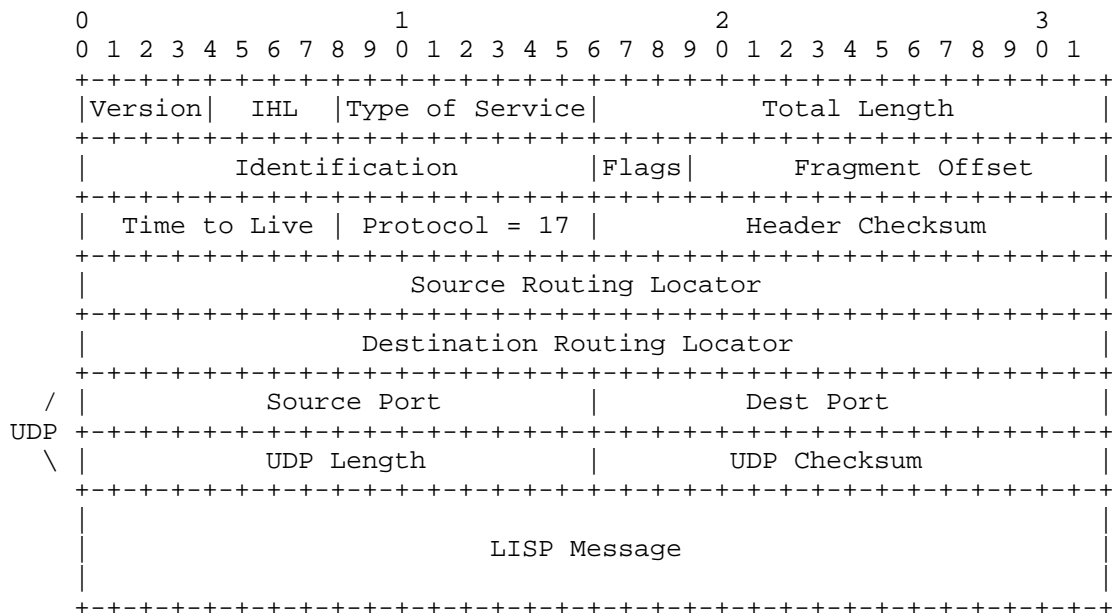 0                   1                   2                   3
 0 1 2 3 4 5 6 7 8 9 0 1 2 3 4 5 6 7 8 9 0 1 2 3 4 5 6 7 8 9 0 1
+-+-+-+-+-+-+-+-+-+-+-+-+-+-+-+-+-+-+-+-+-+-+-+-+-+-+-+-+-+-+-+-+
|Version|  IHL  |Type of Service|          Total Length         |
+-+-+-+-+-+-+-+-+-+-+-+-+-+-+-+-+-+-+-+-+-+-+-+-+-+-+-+-+-+-+-+-+
|         Identification        |Flags|      Fragment Offset    |
+-+-+-+-+-+-+-+-+-+-+-+-+-+-+-+-+-+-+-+-+-+-+-+-+-+-+-+-+-+-+-+-+
|  Time to Live | Protocol = 17 |         Header Checksum       |
+-+-+-+-+-+-+-+-+-+-+-+-+-+-+-+-+-+-+-+-+-+-+-+-+-+-+-+-+-+-+-+-+
|                    Source Routing Locator                     |
+-+-+-+-+-+-+-+-+-+-+-+-+-+-+-+-+-+-+-+-+-+-+-+-+-+-+-+-+-+-+-+-+
|                 Destination Routing Locator                   |
+-+-+-+-+-+-+-+-+-+-+-+-+-+-+-+-+-+-+-+-+-+-+-+-+-+-+-+-+-+-+-+-+
/ |           Source Port         |         Dest Port             |
UDP +-+-+-+-+-+-+-+-+-+-+-+-+-+-+-+-+-+-+-+-+-+-+-+-+-+-+-+-+-+-+-+-+
\ |           UDP Length          |        UDP Checksum           |
+-+-+-+-+-+-+-+-+-+-+-+-+-+-+-+-+-+-+-+-+-+-+-+-+-+-+-+-+-+-+-+-+
|                                                               |
|                         LISP Message                          |
|                                                               |
+-+-+-+-+-+-+-+-+-+-+-+-+-+-+-+-+-+-+-+-+-+-+-+-+-+-+-+-+-+-+-+-+